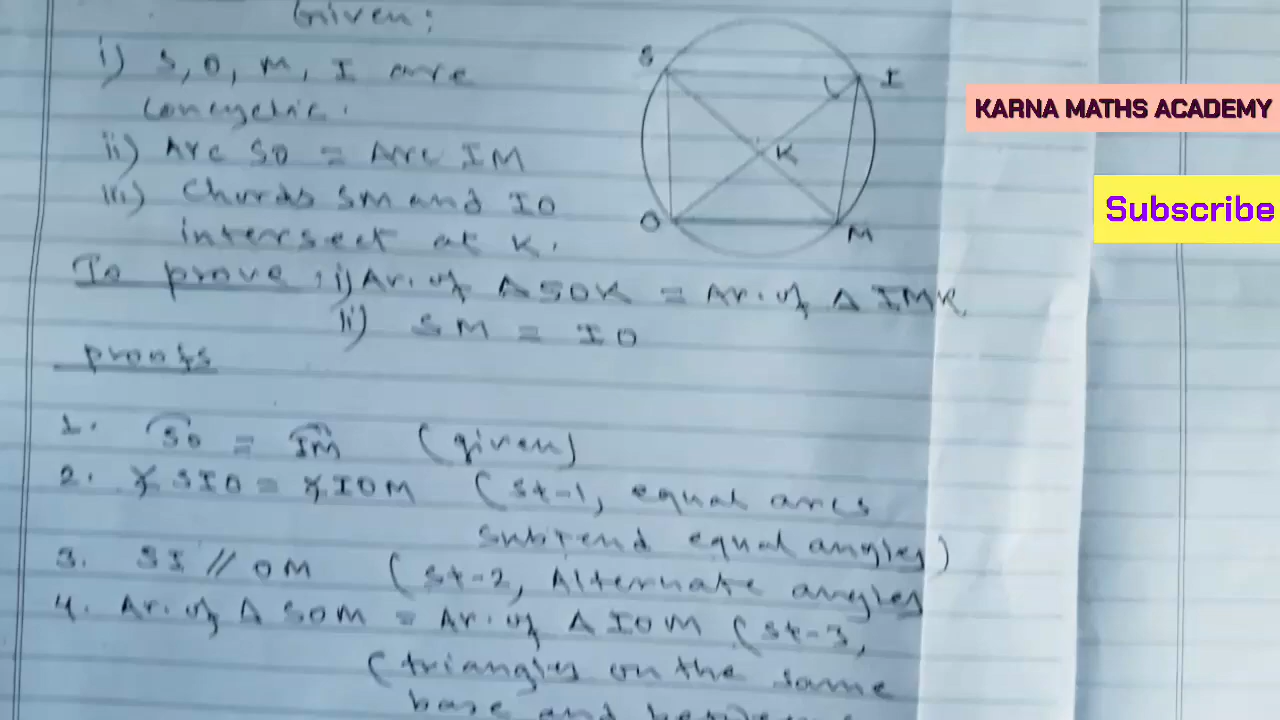 Given:
i) S, O, M, I are
concyclic.
ii) Arc SO = Arc IM
iii) Chords SM and IO
intersect at K.
To prove: i) Ar. of △SOK = Ar. of △IMK
ii) SM = IO
proofs
1. SO = IM (given)
2. ∠SIO = ∠IOM (st-1, equal arcs
subtend equal angles)
3. SI // OM (st-2, Alternate angles
4. Ar. of △SOM = Ar. of △IOM (st-3,
(triangles on the same
base and between
S
I
K
O
M
KARNA MATHS ACADEMY
Subscribe